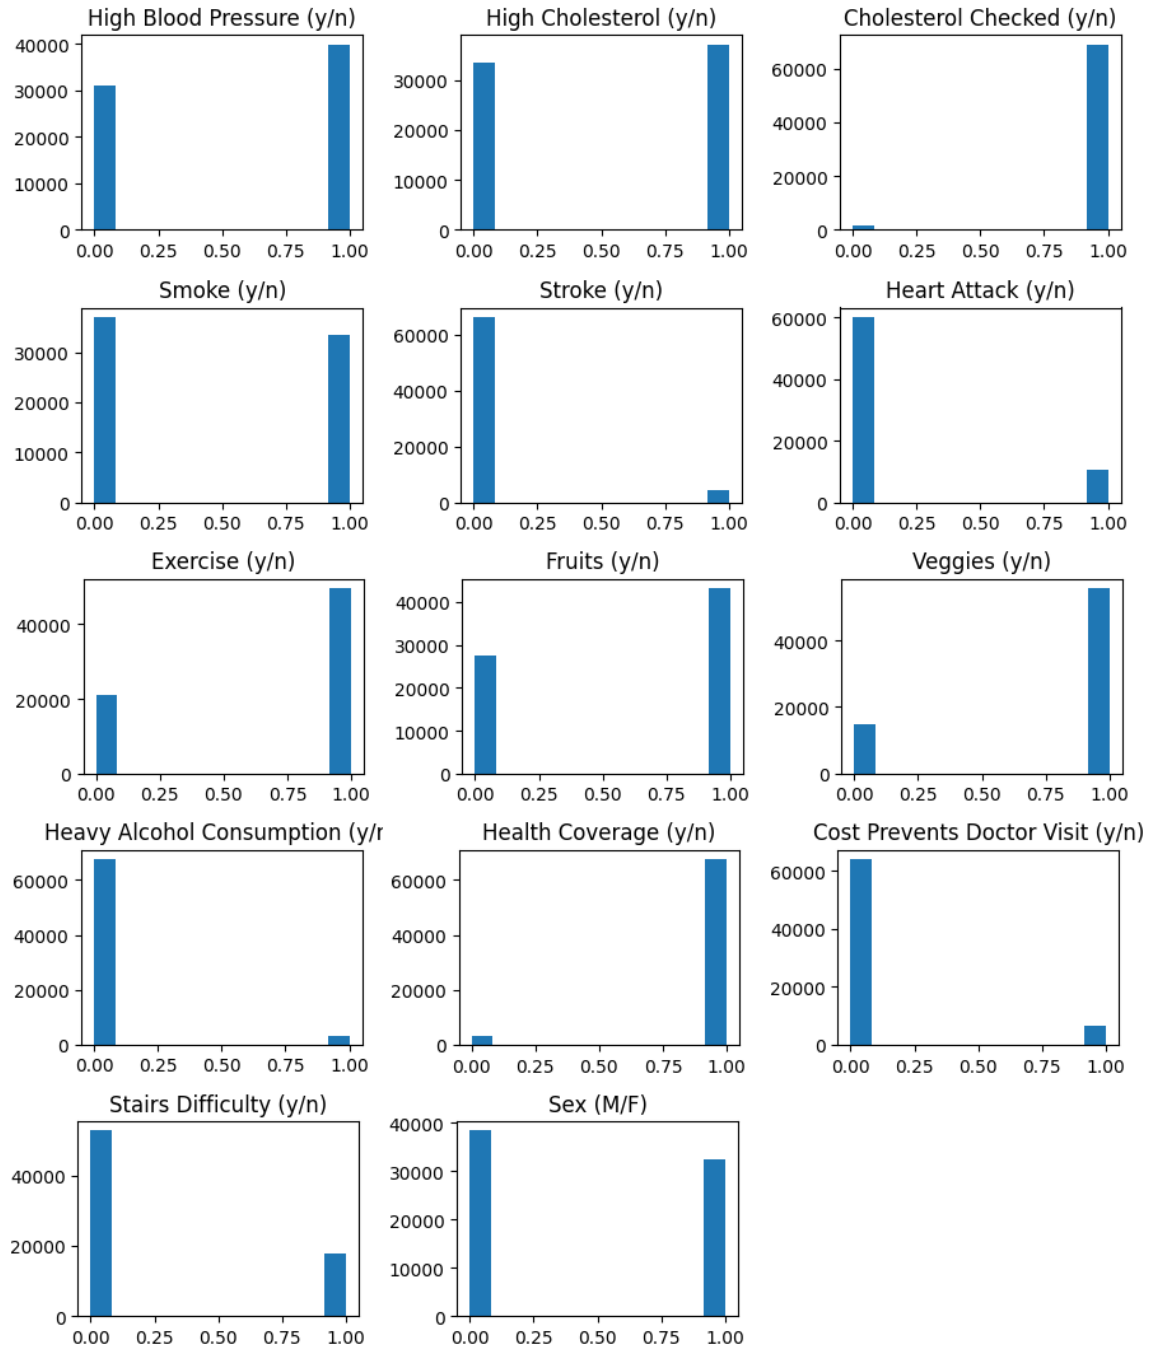 High Blood Pressure (y/n)
40000
30000
20000
10000
0
0.00 0.25 0.50 0.75 1.00
High Cholesterol (y/n)
30000
20000
10000
0
0.00 0.25 0.50 0.75 1.00
Cholesterol Checked (y/n)
60000
40000
20000
0
0.00 0.25 0.50 0.75 1.00
Smoke (y/n)
30000
20000
10000
0
0.00 0.25 0.50 0.75 1.00
Stroke (y/n)
60000
40000
20000
0
0.00 0.25 0.50 0.75 1.00
Heart Attack (y/n)
60000
40000
20000
0
0.00 0.25 0.50 0.75 1.00
Exercise (y/n)
40000
20000
0
0.00 0.25 0.50 0.75 1.00
Fruits (y/n)
40000
30000
20000
10000
0
0.00 0.25 0.50 0.75 1.00
Veggies (y/n)
40000
20000
0
0.00 0.25 0.50 0.75 1.00
Heavy Alcohol Consumption (y/r
60000
40000
20000
0
0.00 0.25 0.50 0.75 1.00
Health Coverage (y/n)
60000
40000
20000
0
0.00 0.25 0.50 0.75 1.00
Cost Prevents Doctor Visit (y/n)
60000
40000
20000
0
0.00 0.25 0.50 0.75 1.00
Stairs Difficulty (y/n)
40000
20000
0
0.00 0.25 0.50 0.75 1.00
Sex (M/F)
40000
30000
20000
10000
0
0.00 0.25 0.50 0.75 1.00